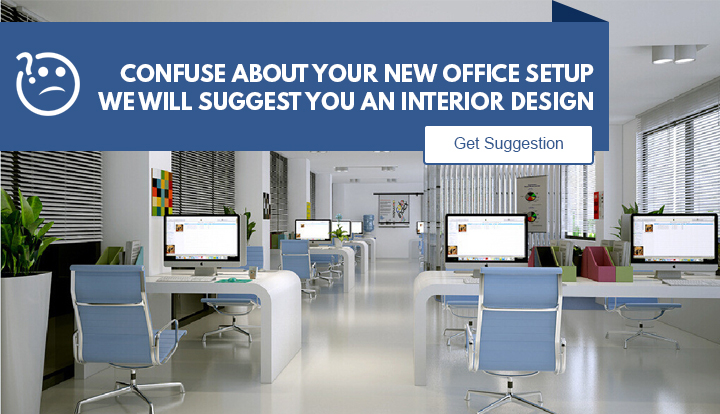 CONFUSE ABOUT YOUR NEW OFFICE SETUP
WE WILL SUGGEST YOU AN INTERIOR DESIGN
Get Suggestion